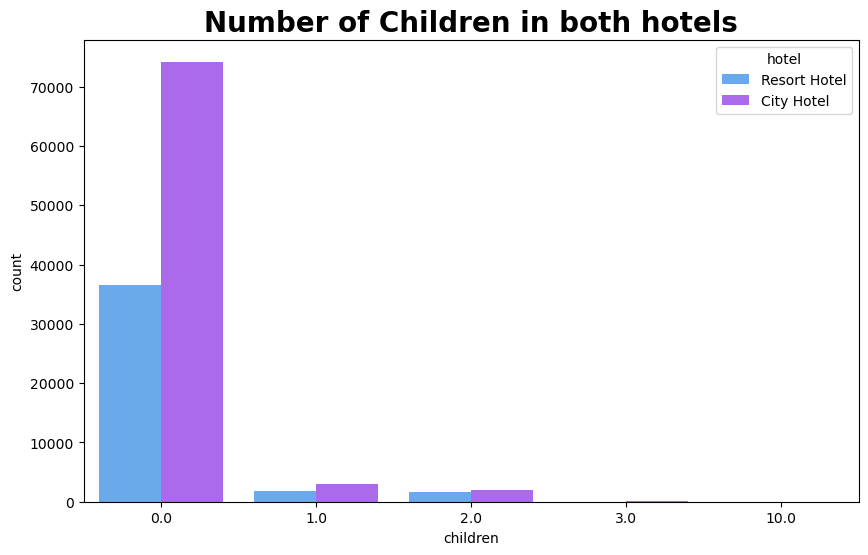 Number of Children in both hotels
hotel
Resort Hotel
City Hotel
count
70000
60000
50000
40000
30000
20000
10000
0
0.0
1.0
2.0
3.0
10.0
children